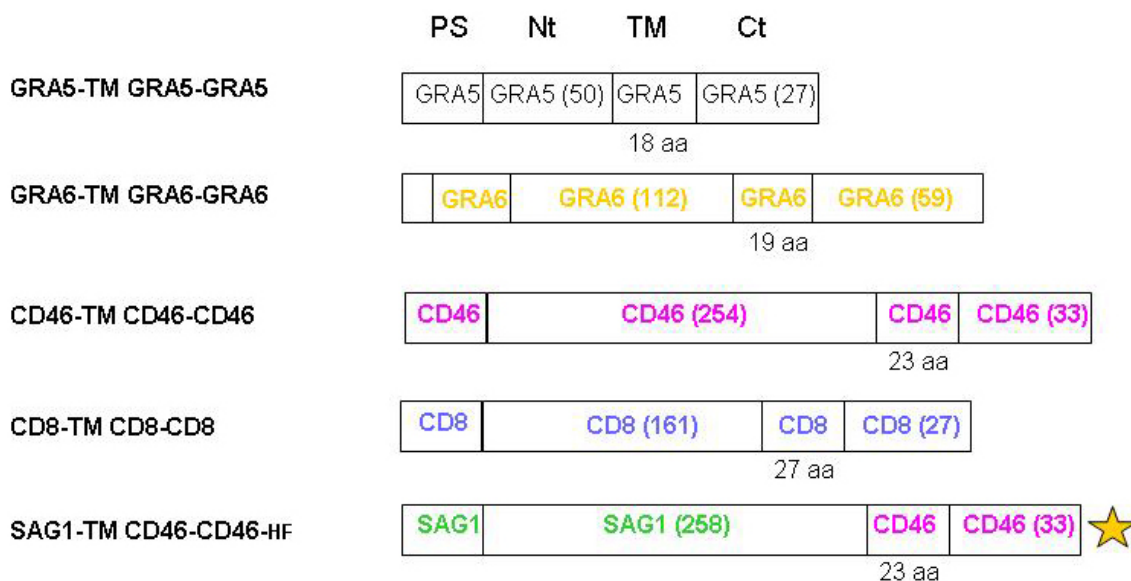 PS Nt TM Ct
GRA5-TM GRA5-GRA5 GRA5 GRA5 (50) GRA5 GRA5 (27)
18 aa
GRA6-TM GRA6-GRA6 GRA6 GRA6 (112) GRA6 GRA6 (59)
19 aa
CD46-TM CD46-CD46 CD46 CD46 (254) CD46 CD46 (33)
23 aa
CD8-TM CD8-CD8 CD8 CD8 (161) CD8 CD8 (27)
27 aa
SAG1-TM CD46-CD46-HF SAG1 SAG1 (258) CD46 CD46 (33)
23 aa